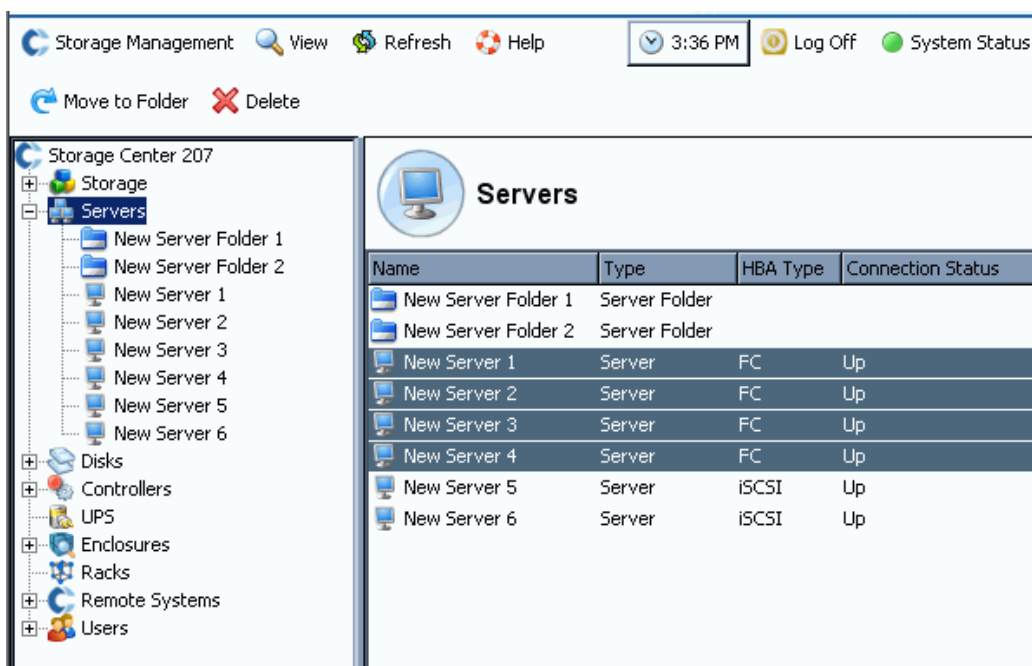 Storage Management View Refresh Help 3:36 PM Log Off System Status
Move to Folder Delete
Storage Center 207
Storage
Servers
New Server Folder 1
New Server Folder 2
New Server 1
New Server 2
New Server 3
New Server 4
New Server 5
New Server 6
Disks
Controllers
UPS
Enclosures
Racks
Remote Systems
Users
Servers
Name Type HBA Type Connection Status
New Server Folder 1 Server Folder
New Server Folder 2 Server Folder
New Server 1 Server FC Up
New Server 2 Server FC Up
New Server 3 Server FC Up
New Server 4 Server FC Up
New Server 5 Server iSCSI Up
New Server 6 Server iSCSI Up